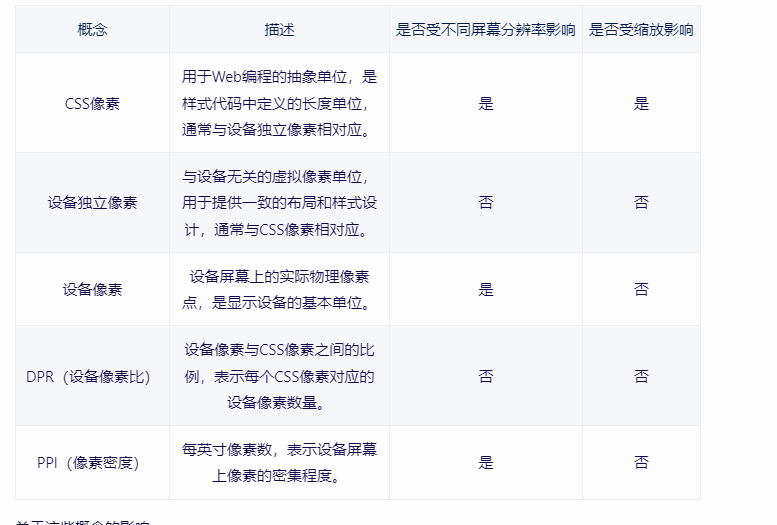 概念 描述 是否受不同屏幕分辨率影响 是否受缩放影响
CSS像素 用于Web编程的抽象单位，是
样式代码中定义的长度单位，
通常与设备独立像素相对应。 是 是
设备独立像素 与设备无关的虚拟像素单位，
用于提供一致的布局和样式设
计，通常与CSS像素相对应。 否 否
设备像素 设备屏幕上的实际物理像素
点，是显示设备的基本单位。 是 否
DPR（设备像素比） 设备像素与CSS像素之间的比
例，表示每个CSS像素对应的
设备像素数量。 否 否
PPI（像素密度） 每英寸像素数，表示设备屏幕
上像素的密集程度。 是 否
关于这些概念的影响